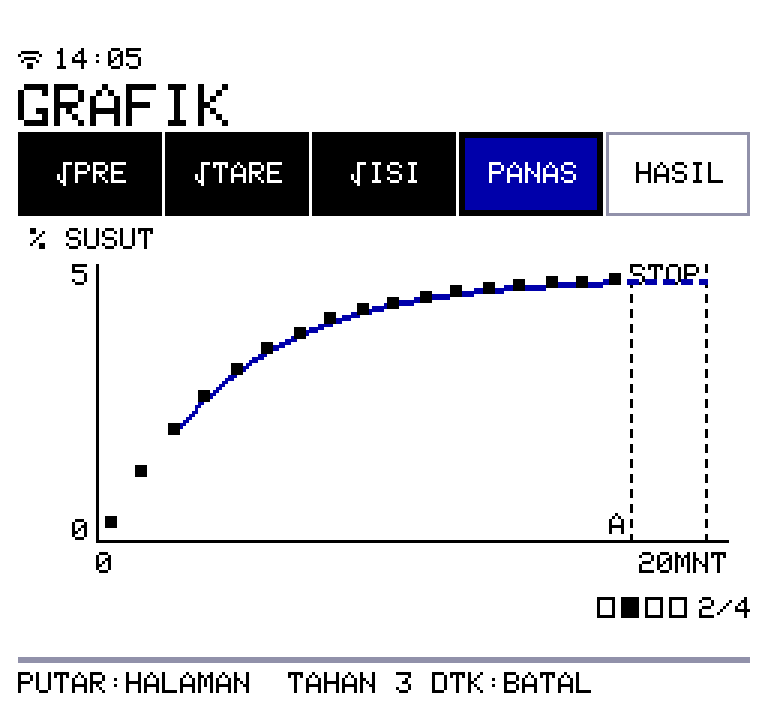 14:05
GRAFIK
√PRE √TARE √ISI PANAS HASIL
% SUSUT
5 STOP
0 A
0 20MNT
2/4
PUTAR:HALAMAN TAHAN 3 DTK:BATAL